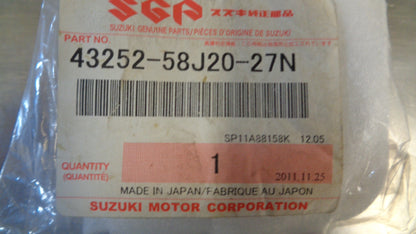 SGP スズキ純正部品
SUZUKI GENUINE PARTS/PIÈCES D'ORIGINE DE SUZUKI
PART NO.
43252-58J20-27N
SP11A88158K 12.05
QUANTITY
(QUANTITÉ)
1
2011.11.25
MADE IN JAPAN/FABRIQUE AU JAPON
SUZUKI MOTOR CORPORATION